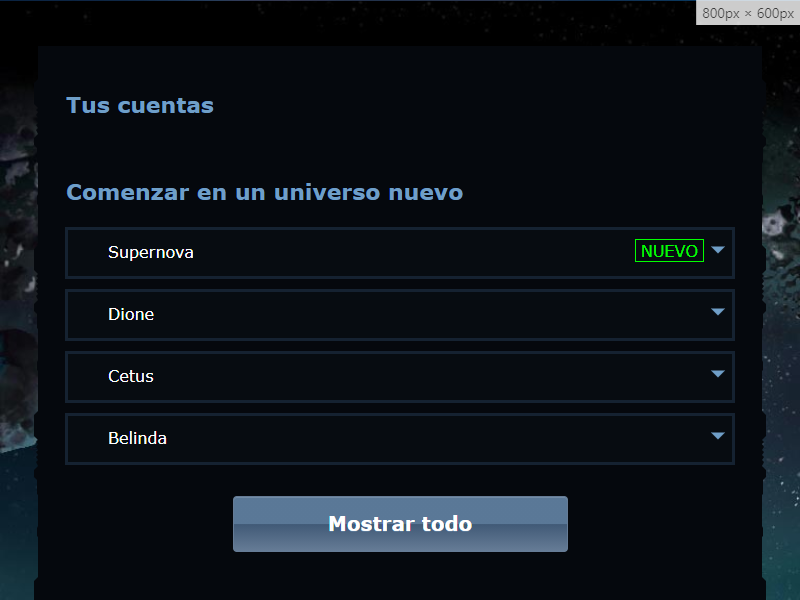 800px × 600px
Tus cuentas
Comenzar en un universo nuevo
Supernova NUEVO
Dione
Cetus
Belinda
Mostrar todo